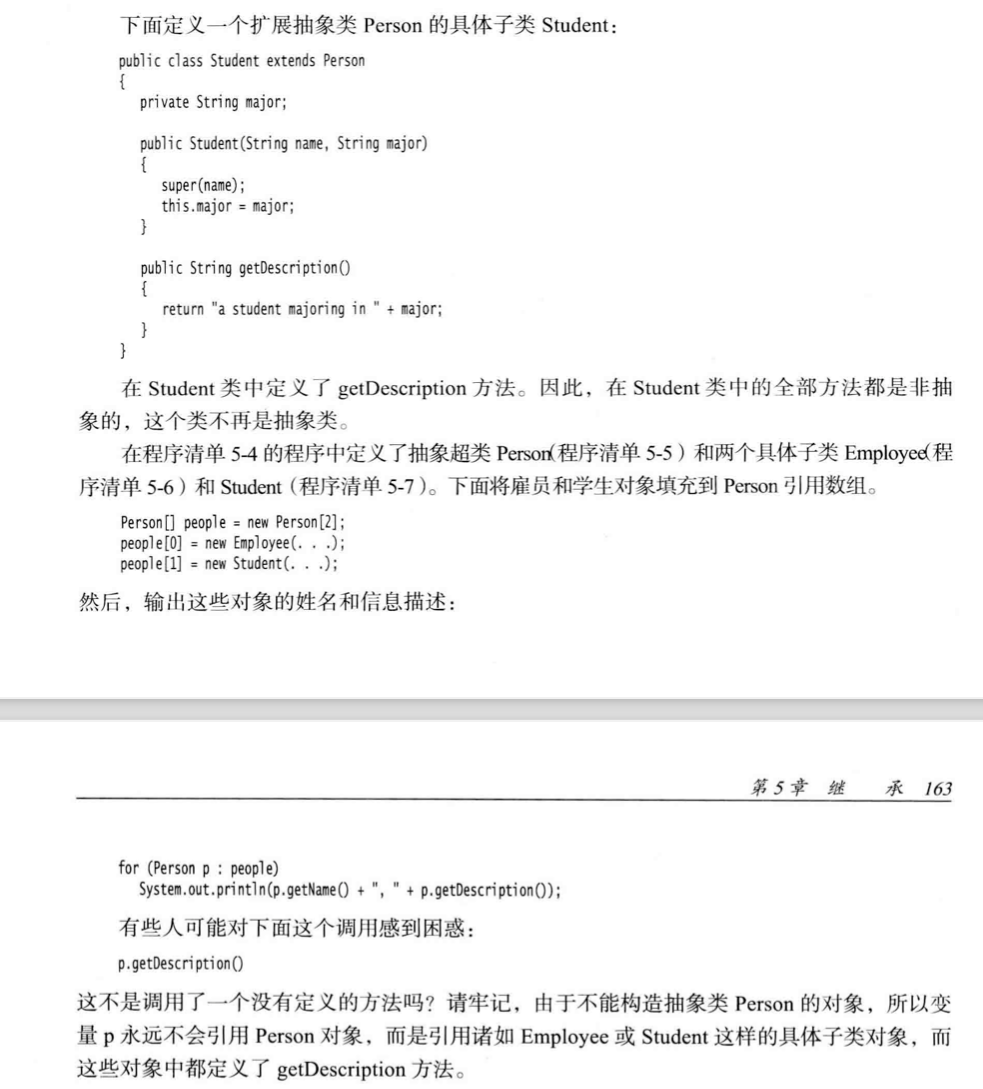 下面定义一个扩展抽象类 Person 的具体子类 Student：
public class Student extends Person
{
private String major;
public Student(String name, String major)
{
super(name);
this.major = major;
}
public String getDescription()
{
return "a student majoring in " + major;
}
}
在 Student 类中定义了 getDescription 方法。因此，在 Student 类中的全部方法都是非抽
象的，这个类不再是抽象类。
在程序清单 5-4 的程序中定义了抽象超类 Person（程序清单 5-5）和两个具体子类 Employee（程
序清单 5-6）和 Student（程序清单 5-7）。下面将雇员和学生对象填充到 Person 引用数组。
Person[] people = new Person[2];
people[0] = new Employee(. . .);
people[1] = new Student(. . .);
然后，输出这些对象的姓名和信息描述：
第 5 章 继 承 163
for (Person p : people)
System.out.println(p.getName() + ", " + p.getDescription());
有些人可能对下面这个调用感到困惑：
p.getDescription()
这不是调用了一个没有定义的方法吗？请牢记，由于不能构造抽象类 Person 的对象，所以变
量 p 永远不会引用 Person 对象，而是引用诸如 Employee 或 Student 这样的具体子类对象，而
这些对象中都定义了 getDescription 方法。